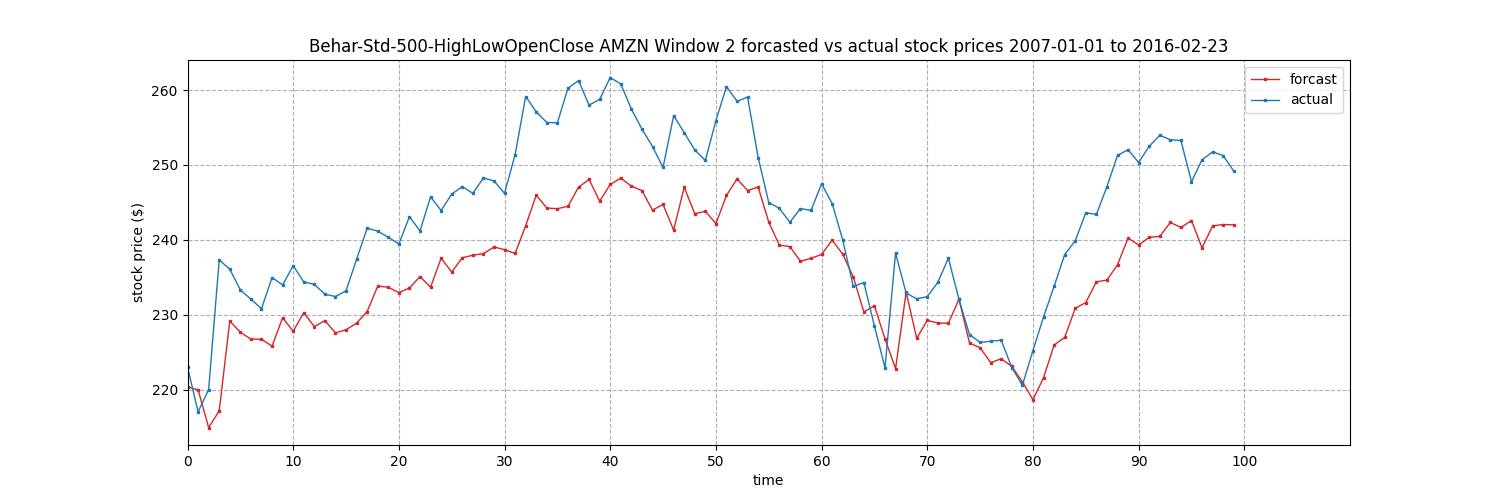 Behar-Std-500-HighLowOpenClose AMZN Window 2 forcasted vs actual stock prices 2007-01-01 to 2016-02-23
forcast
actual
260
250
240
230
220
stock price ($)
0 10 20 30 40 50 60 70 80 90 100
time